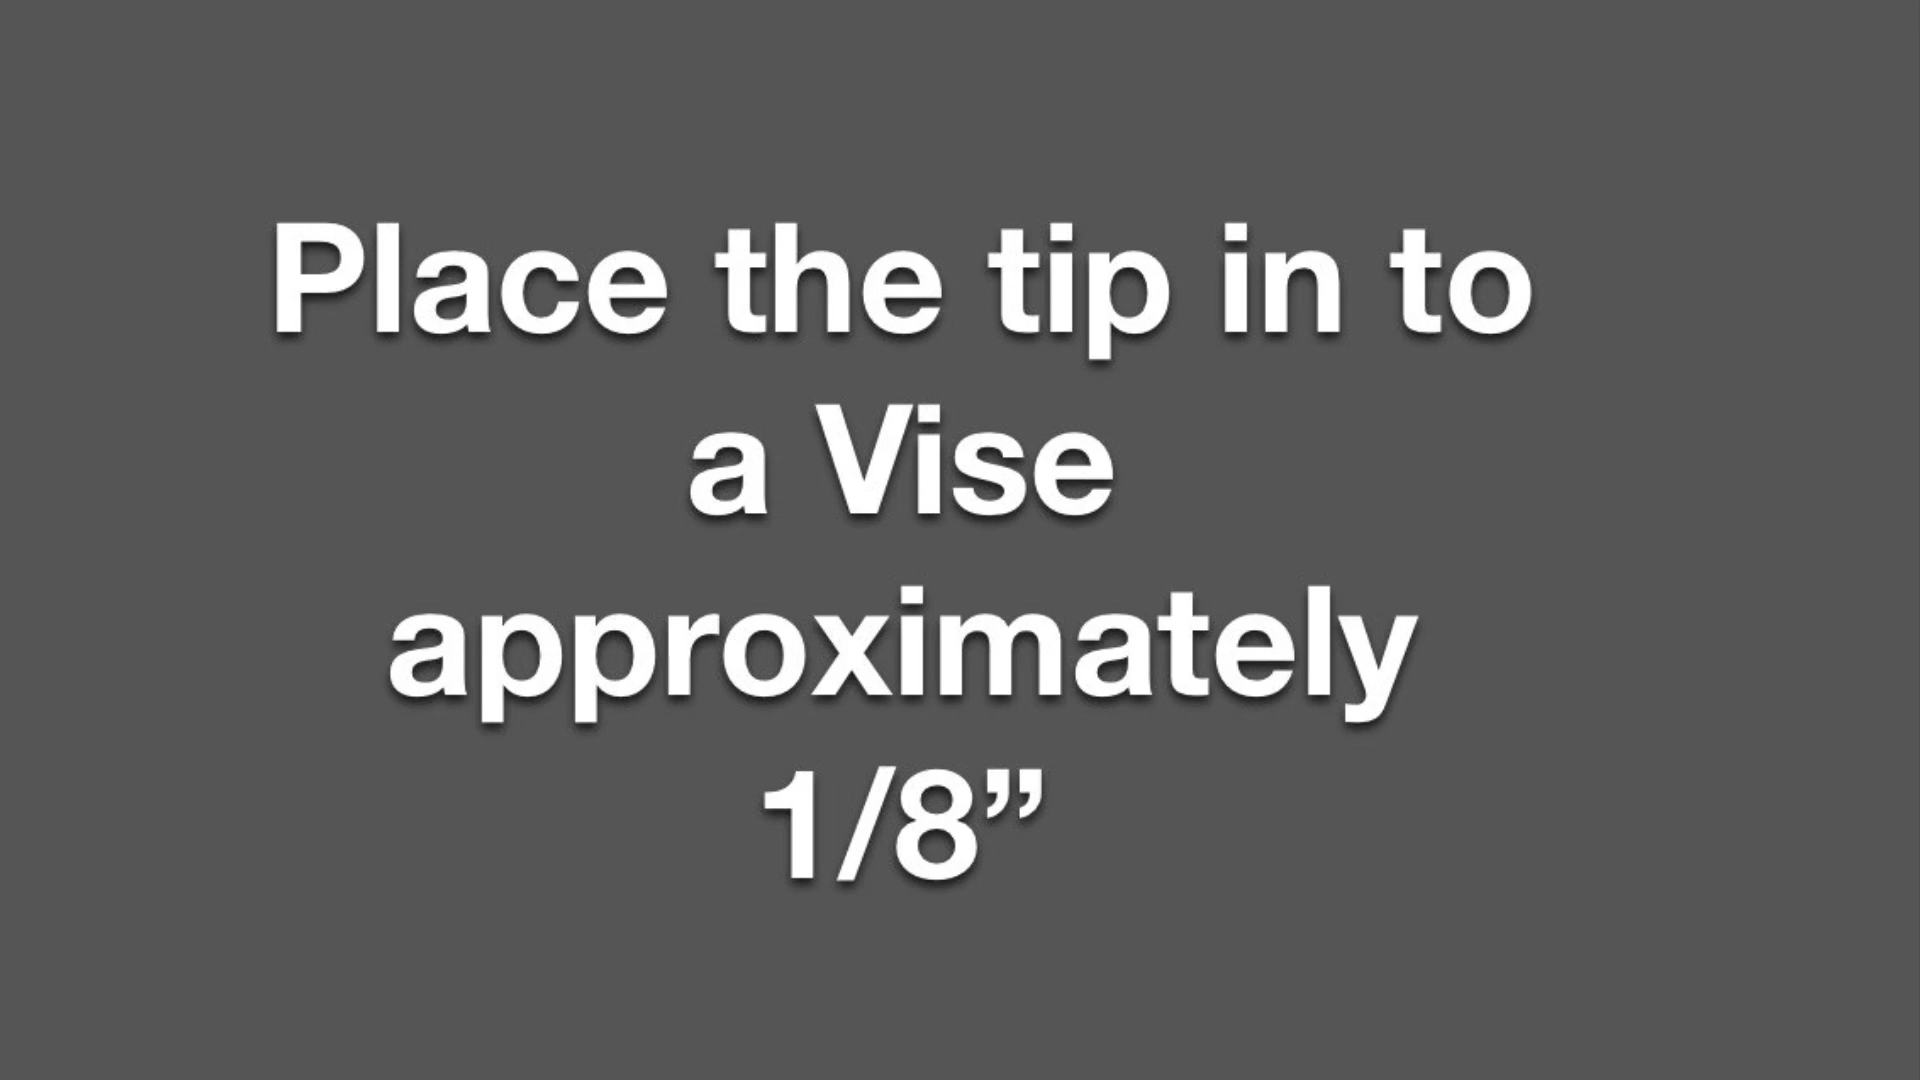 Place the tip in to
a Vise
approximately
1/8”